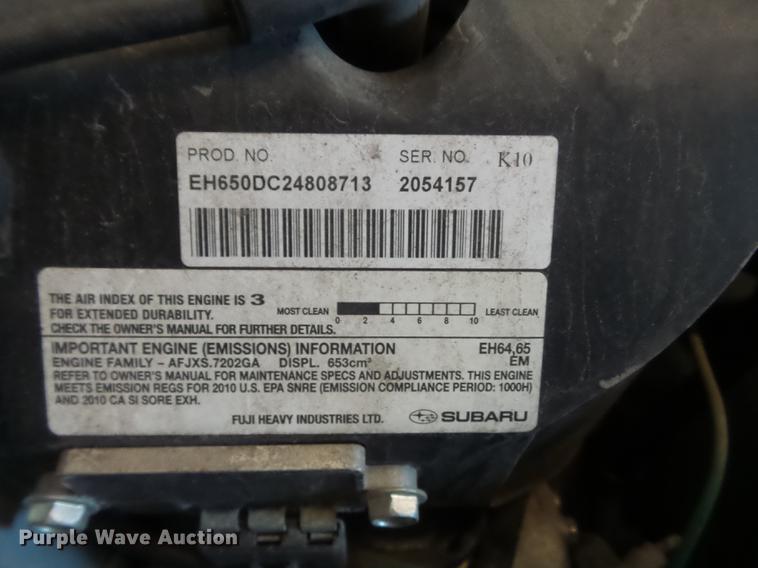 PROD. NO. SER. NO. K10
EH650DC24808713 2054157
THE AIR INDEX OF THIS ENGINE IS 3
FOR EXTENDED DURABILITY. MOST CLEAN LEAST CLEAN
0 2 4 6 8 10
CHECK THE OWNER'S MANUAL FOR FURTHER DETAILS.
IMPORTANT ENGINE (EMISSIONS) INFORMATION EH64,65
ENGINE FAMILY - AFJXS.7202GA DISPL. 653cm³ EM
REFER TO OWNER'S MANUAL FOR MAINTENANCE SPECS AND ADJUSTMENTS. THIS ENGINE
MEETS EMISSION REGS FOR 2010 U.S. EPA SNRE (EMISSION COMPLIANCE PERIOD: 1000H)
AND 2010 CA SI SORE EXH.
FUJI HEAVY INDUSTRIES LTD. SUBARU
Purple Wave Auction